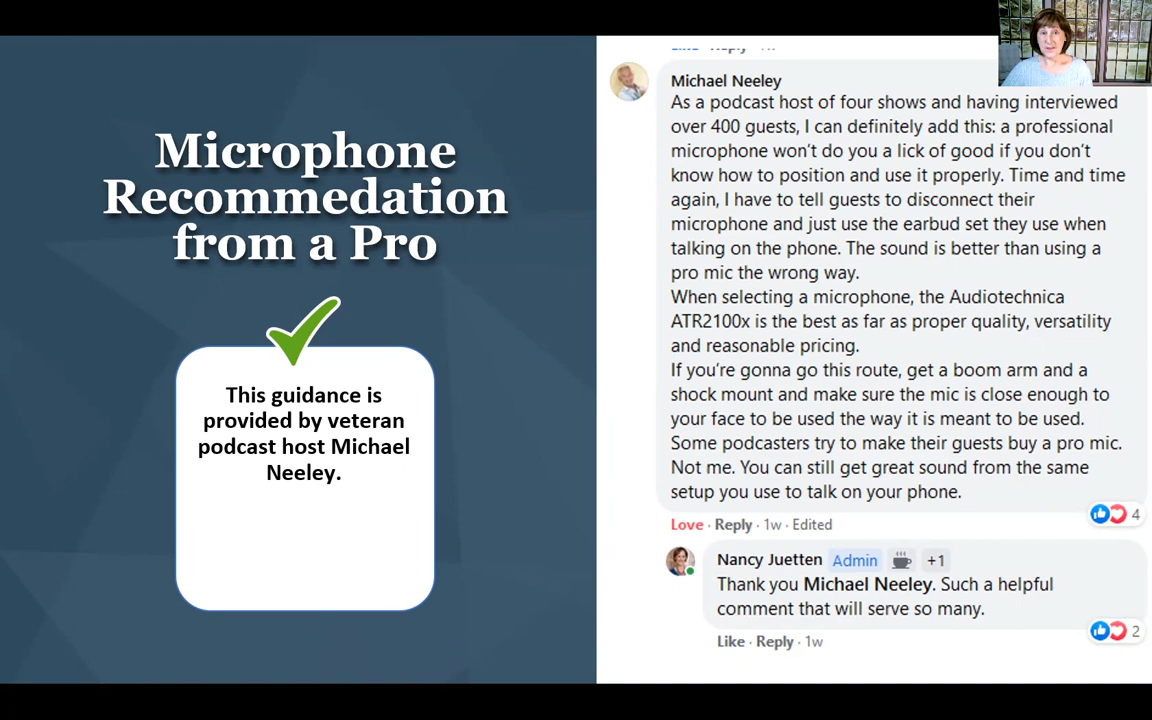 Microphone
Recommedation
from a Pro
This guidance is
provided by veteran
podcast host Michael
Neeley.
Like Reply 1w
Michael Neeley
As a podcast host of four shows and having interviewed
over 400 guests, I can definitely add this: a professional
microphone won't do you a lick of good if you don't
know how to position and use it properly. Time and time
again, I have to tell guests to disconnect their
microphone and just use the earbud set they use when
talking on the phone. The sound is better than using a
pro mic the wrong way.
When selecting a microphone, the Audiotechnica
ATR2100x is the best as far as proper quality, versatility
and reasonable pricing.
If you're gonna go this route, get a boom arm and a
shock mount and make sure the mic is close enough to
your face to be used the way it is meant to be used.
Some podcasters try to make their guests buy a pro mic.
Not me. You can still get great sound from the same
setup you use to talk on your phone.
4
Love · Reply · 1w · Edited
Nancy Juetten Admin +1
Thank you Michael Neeley. Such a helpful
comment that will serve so many.
2
Like · Reply · 1w